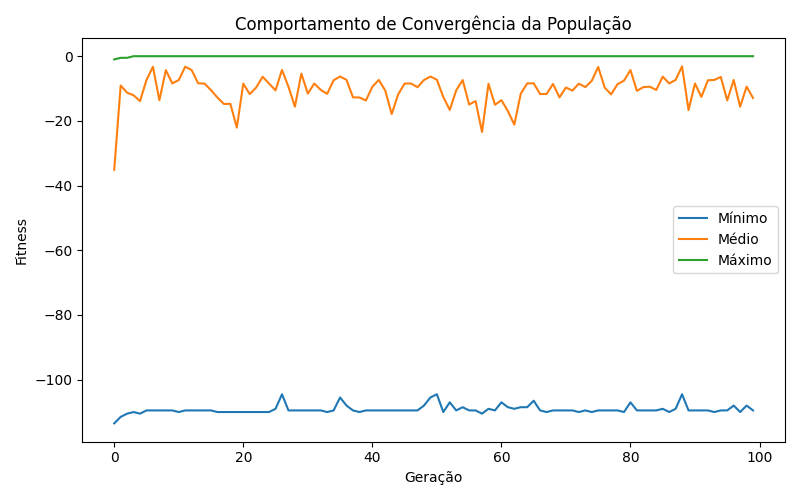 Comportamento de Convergência da População
Fitness
0
−20
−40
−60
−80
−100
Mínimo
Médio
Máximo
0 20 40 60 80 100
Geração